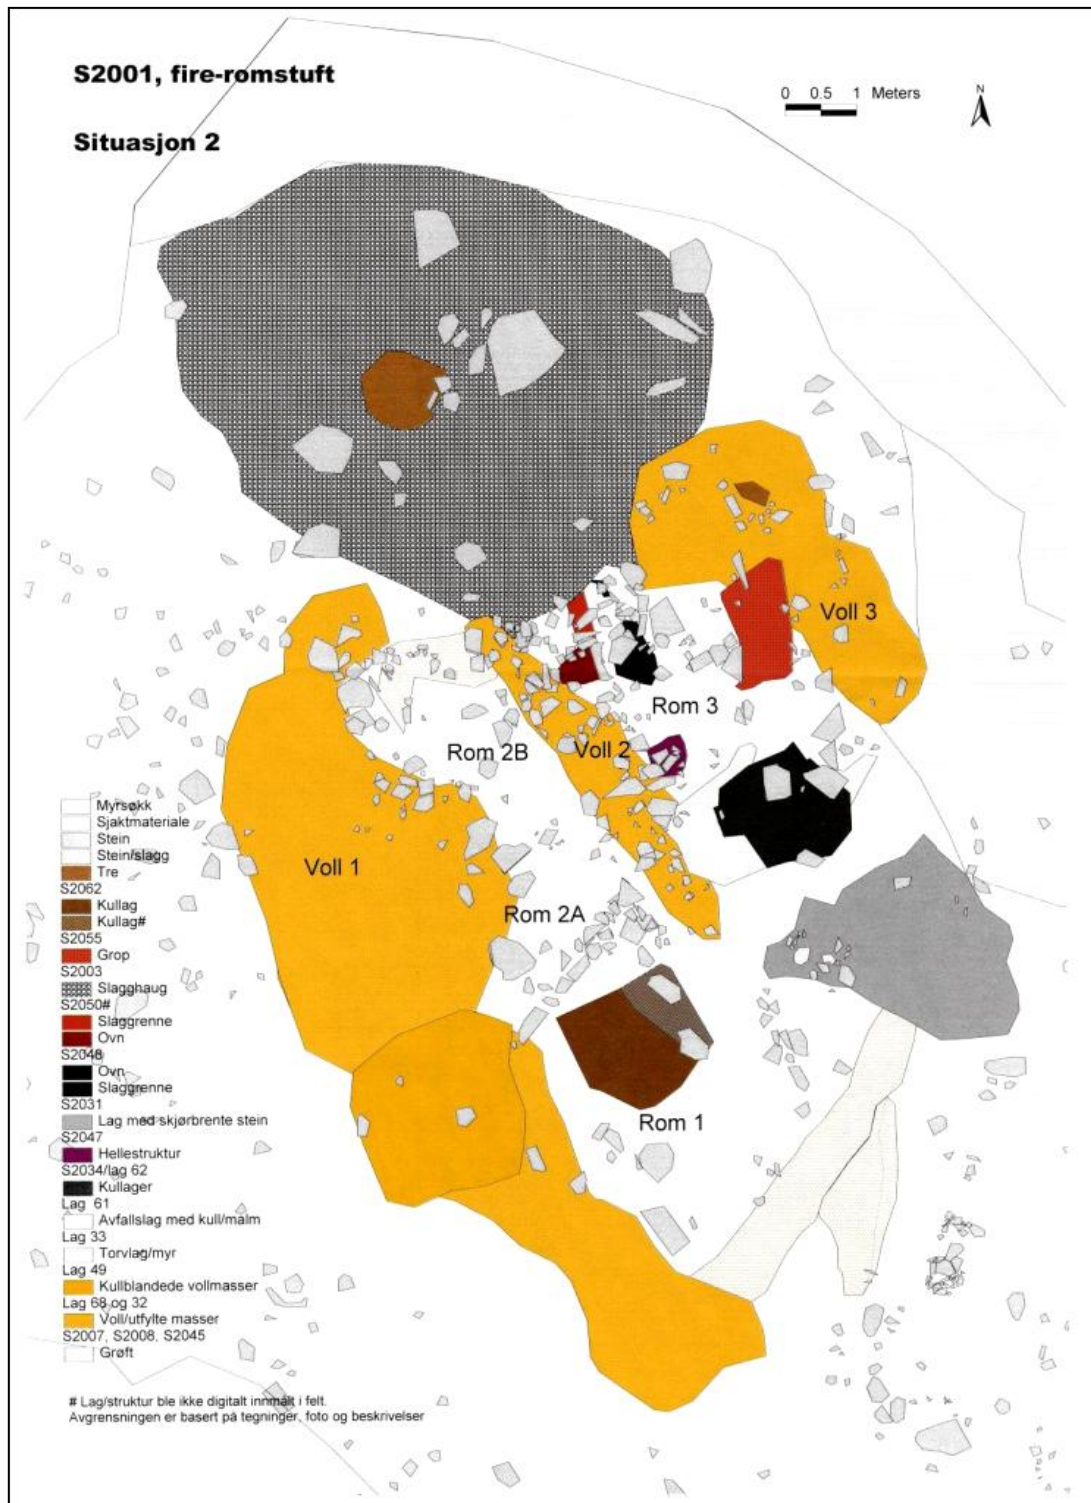 S2001, fire-romstuft
0 0.5 1 Meters
N
Situasjon 2
Voll 3
Rom 3
Rom 2B
Voll 2
Voll 1
Rom 2A
Rom 1
Myrsøkk
Sjaktmateriale
Stein
Stein/slagg
Tre
S2062
Kullag
Kullag#
S2055
Grop
S2003
Slagghaug
S2050#
Slaggrenne
Ovn
S2048
Ovn
Slaggrenne
S2031
Lag med skjørbrente stein
S2047
Hellestruktur
S2034/lag 62
Kullager
Lag 61
Avfallslag med kull/malm
Lag 33
Torvlag/myr
Lag 49
Kullblandede vollmasser
Lag 68 og 32
Voll/utfylte masser
S2007, S2008, S2045
Grøft
# Lag/struktur ble ikke digitalt innmålt i felt.
Avgrensningen er basert på tegninger, foto og beskrivelser